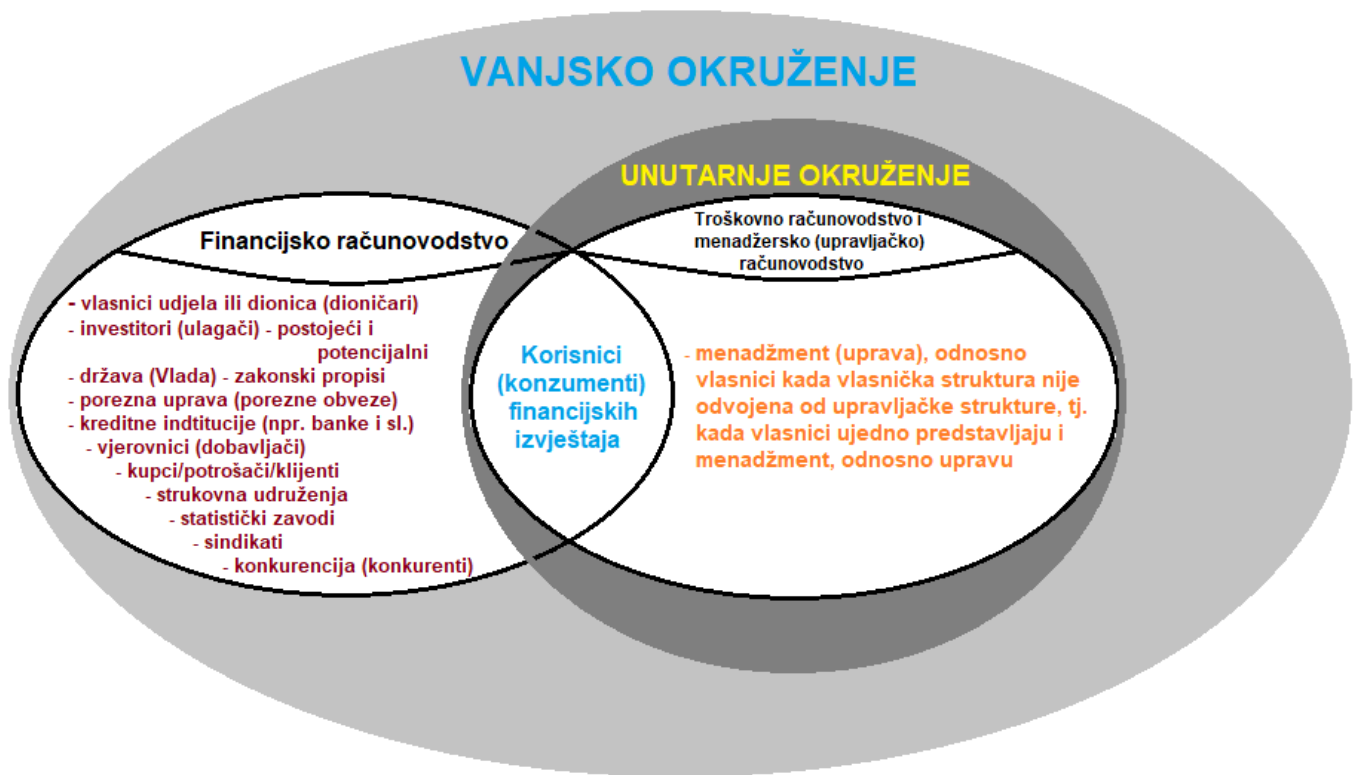 VANJSKO OKRUŽENJE
UNUTARNJE OKRUŽENJE
Financijsko računovodstvo
Troškovno računovodstvo i
menadžersko (upravljačko)
računovodstvo
- vlasnici udjela ili dionica (dioničari)
- investitori (ulagači) - postojeći i
potencijalni
- država (Vlada) - zakonski propisi
- porezna uprava (porezne obveze)
- kreditne indtitucije (npr. banke i sl.)
- vjerovnici (dobavljači)
- kupci/potrošači/klijenti
- strukovna udruženja
- statistički zavodi
- sindikati
- konkurencija (konkurenti)
Korisnici
(konzumenti)
financijskih
izvještaja
- menadžment (uprava), odnosno
vlasnici kada vlasnička struktura nije
odvojena od upravljačke strukture, tj.
kada vlasnici ujedno predstavljaju i
menadžment, odnosno upravu